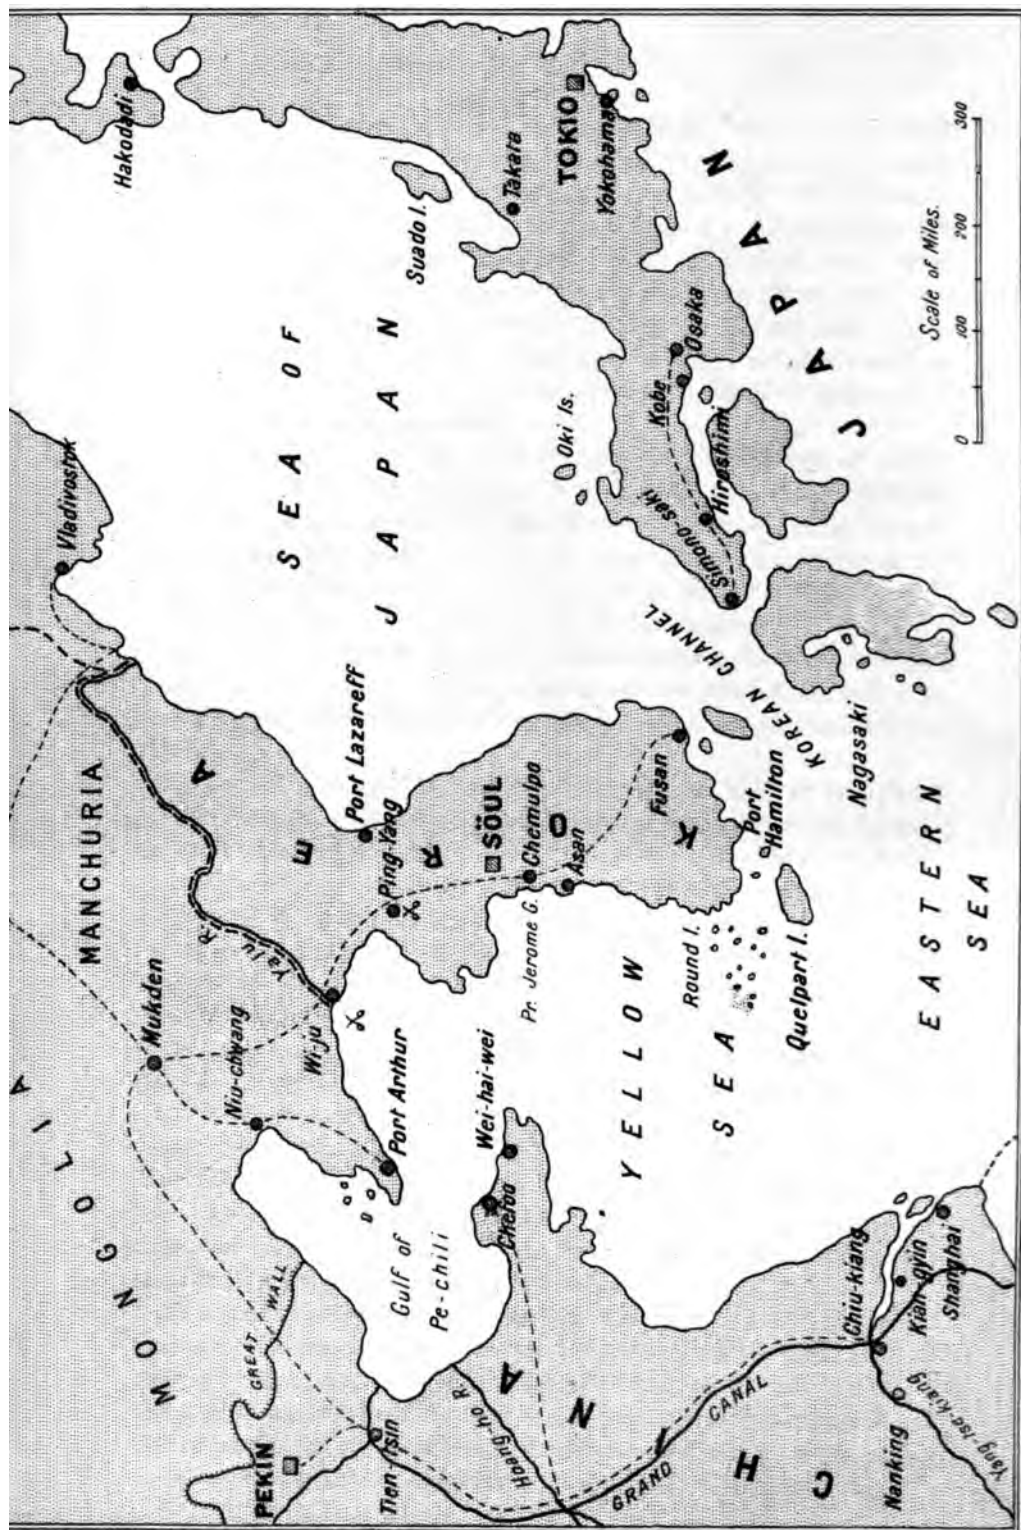 MONGOLIA
MANCHURIA
Vladivostok
Hakodadi
PEKIN
GREAT WALL
Mukden
Niu-chwang
Yalu R.
Wi-ju
Port Arthur
Tien-tsin
Gulf of
Pe-chili
Hoang-ho R.
Chefoo
Wei-hai-wei
Port Lazareff
Ping-Yang
SÖUL
Chemulpo
Asan
Pr. Jerome G.
KOREA
Fusan
SEA OF
JAPAN
Suado I.
Takata
TOKIO
Yokohama
Oki Is.
Osaka
Kobe
Hiroshimi
Simono-saki
JAPAN
KOREAN CHANNEL
Nagasaki
Port
Hamilton
Quelpart I.
Round I.
YELLOW
SEA
EASTERN
SEA
CHINA
GRAND CANAL
Chiu-kiang
Kian-gyin
Shanghai
Nanking
Yang-tse-kiang
Scale of Miles.
0 100 200 300